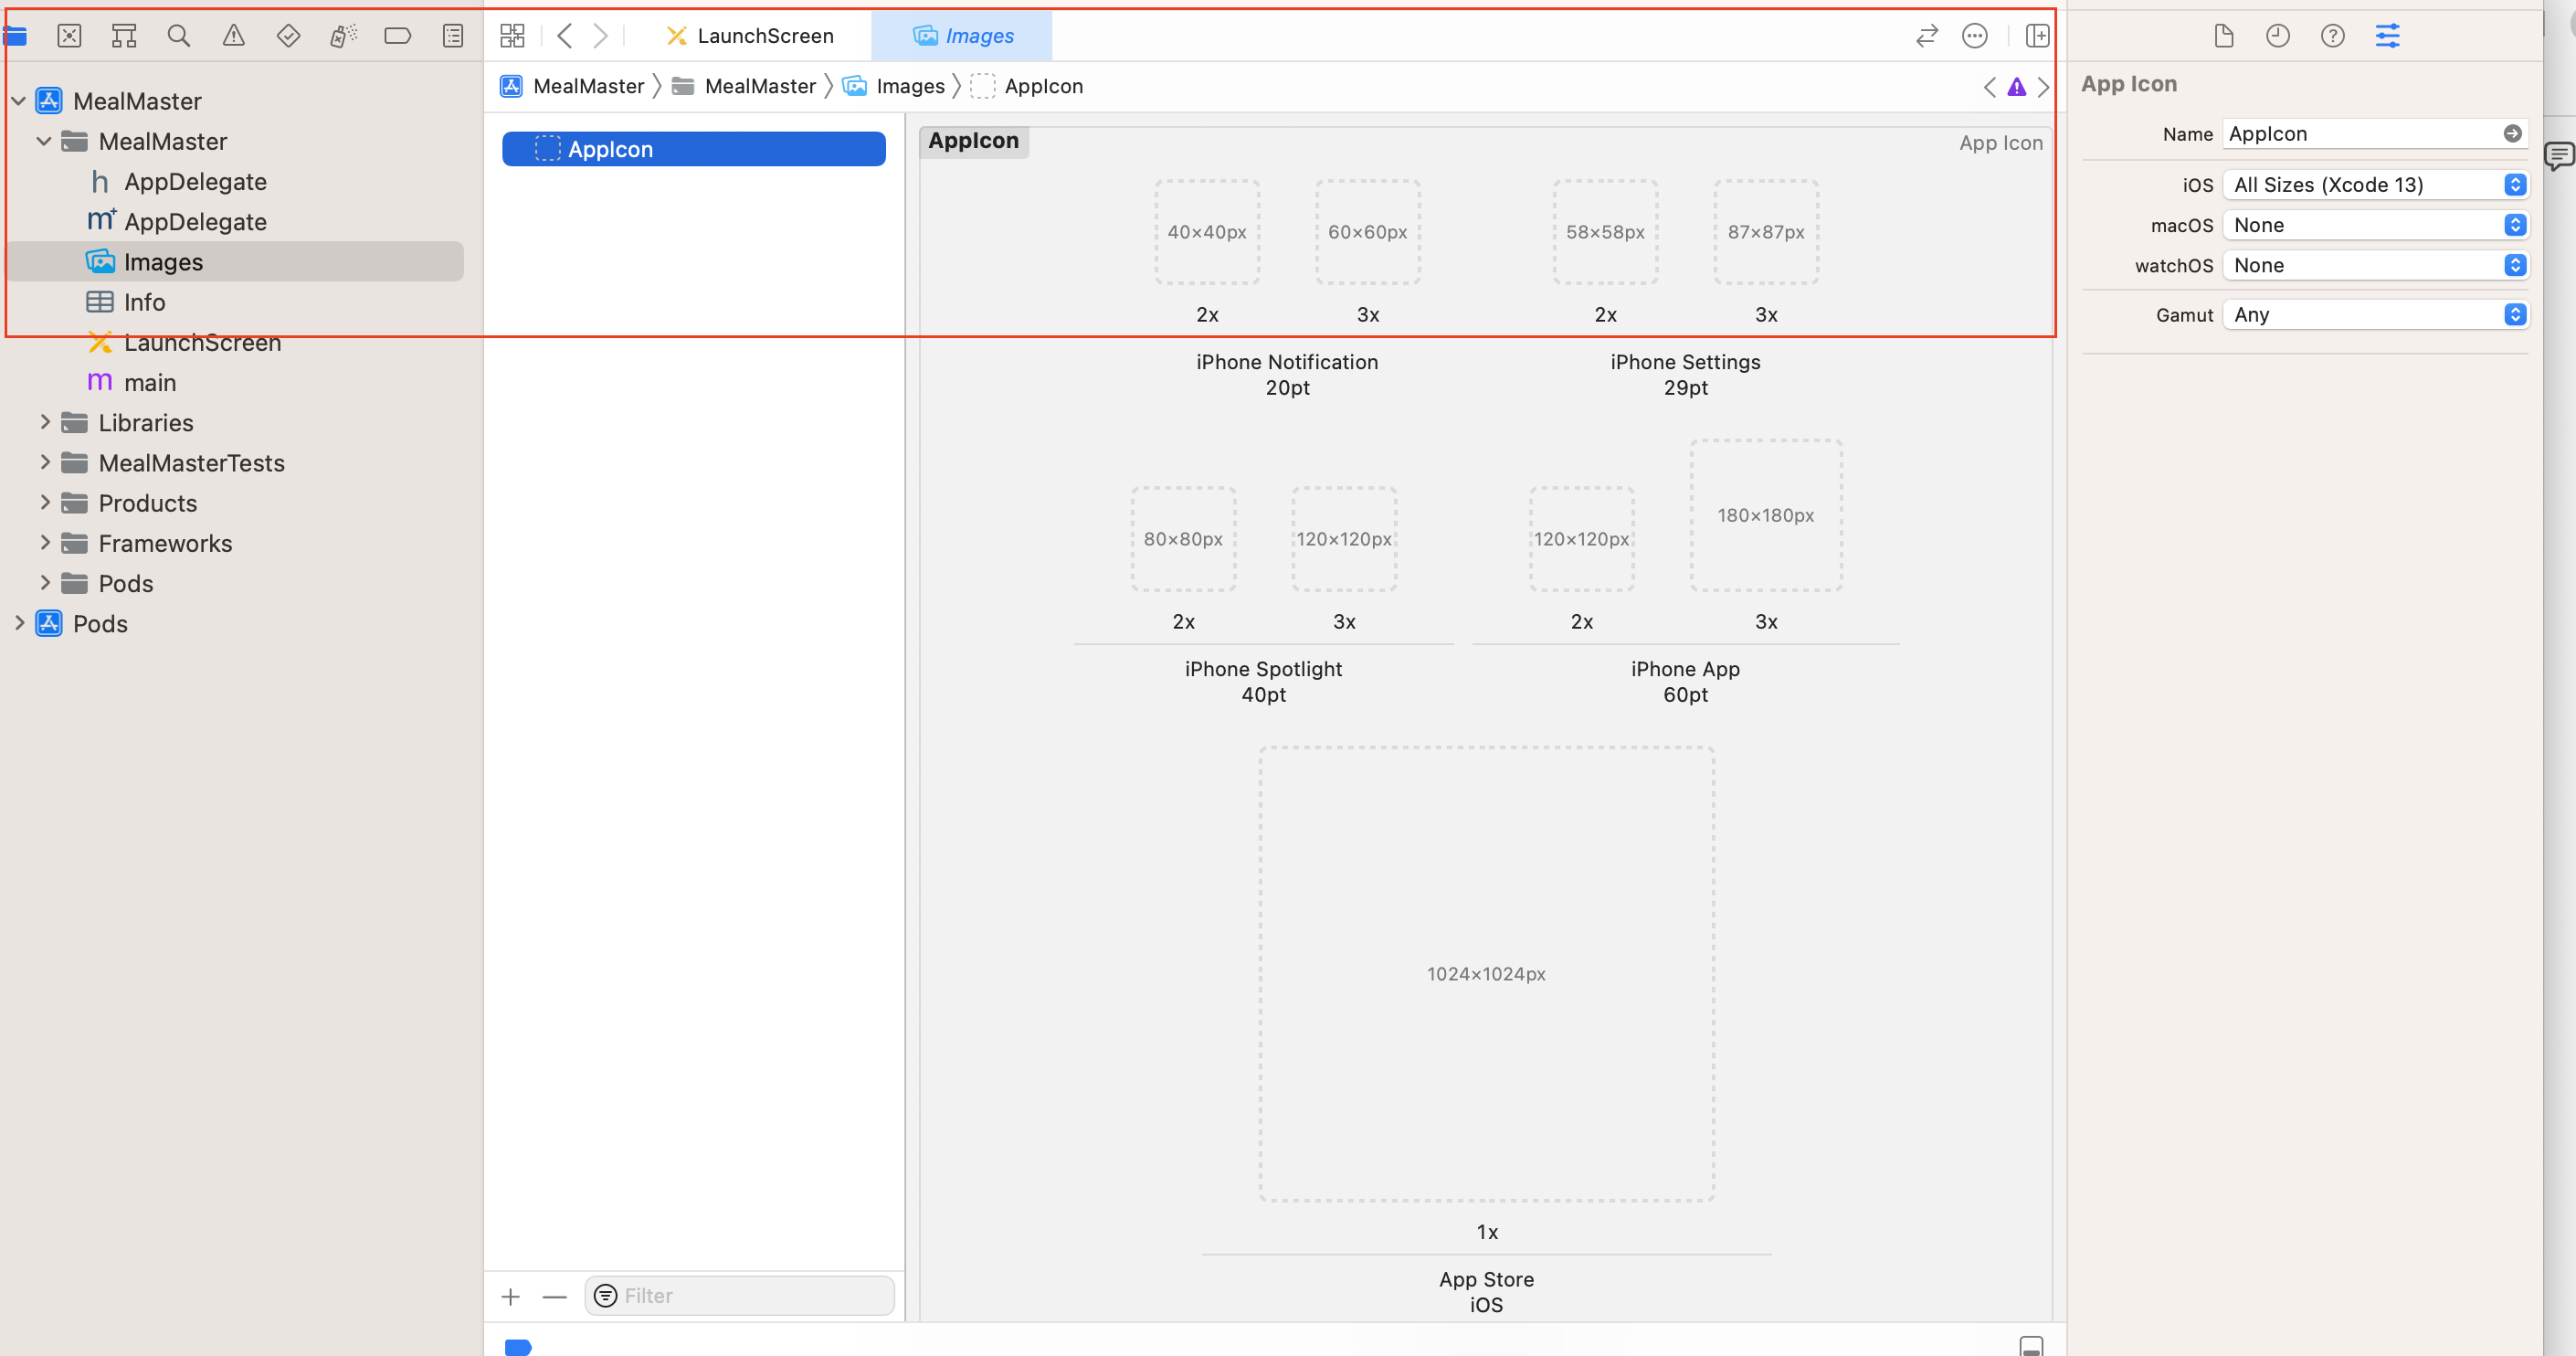 LaunchScreen
Images
MealMaster
MealMaster
AppDelegate
AppDelegate
Images
Info
LaunchScreen
main
Libraries
MealMasterTests
Products
Frameworks
Pods
Pods
MealMaster MealMaster Images AppIcon
AppIcon
Filter
AppIcon
App Icon
40×40px 60×60px 58×58px 87×87px
2x 3x 2x 3x
iPhone Notification
20pt
iPhone Settings
29pt
80×80px 120×120px 120×120px 180×180px
2x 3x 2x 3x
iPhone Spotlight
40pt
iPhone App
60pt
1024×1024px
1x
App Store
iOS
App Icon
Name AppIcon
iOS All Sizes (Xcode 13)
macOS None
watchOS None
Gamut Any